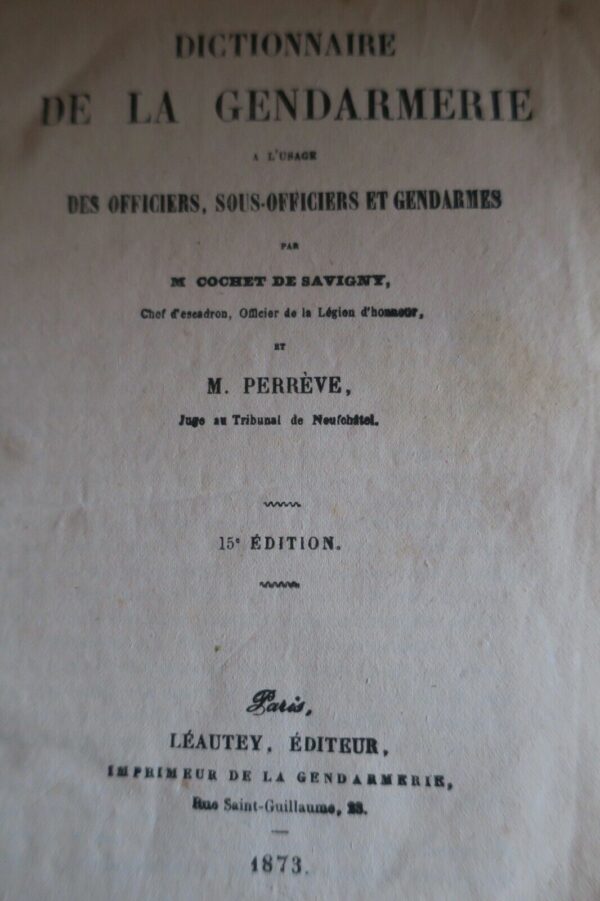 DICTIONNAIRE
DE LA GENDARMERIE
A L'USAGE
DES OFFICIERS, SOUS-OFFICIERS ET GENDARMES
PAR
M COCHET DE SAVIGNY,
Chef d'escadron, Officier de la Légion d'honneur,
ET
M. PERRÈVE,
Juge au Tribunal de Neufchâtel.
15e ÉDITION.
Paris,
LÉAUTEY, ÉDITEUR,
IMPRIMEUR DE LA GENDARMERIE,
Rue Saint-Guillaume, 23.
1873.